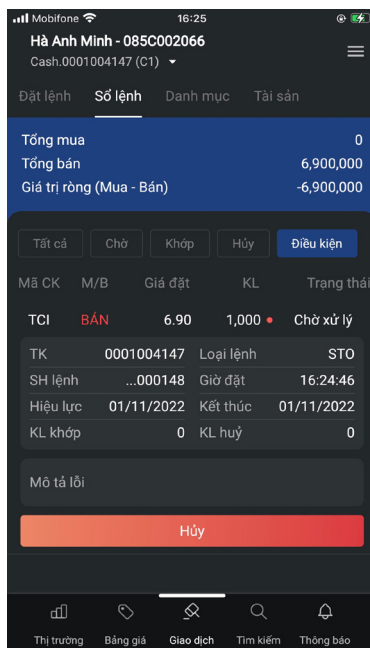 Mobifone 16:25
Hà Anh Minh - 085C002066
Cash.0001004147 (C1)
Đặt lệnh Sổ lệnh Danh mục Tài sản
Tổng mua 0
Tổng bán 6,900,000
Giá trị ròng (Mua - Bán) -6,900,000
Tất cả Chờ Khớp Hủy Điều kiện
Mã CK M/B Giá đặt KL Trạng thái
TCI BÁN 6.90 1,000 Chờ xử lý
TK 0001004147 Loại lệnh STO
SH lệnh ...000148 Giờ đặt 16:24:46
Hiệu lực 01/11/2022 Kết thúc 01/11/2022
KL khớp 0 KL huỷ 0
Mô tả lỗi
Hủy
Thị trường Bảng giá Giao dịch Tìm kiếm Thông báo